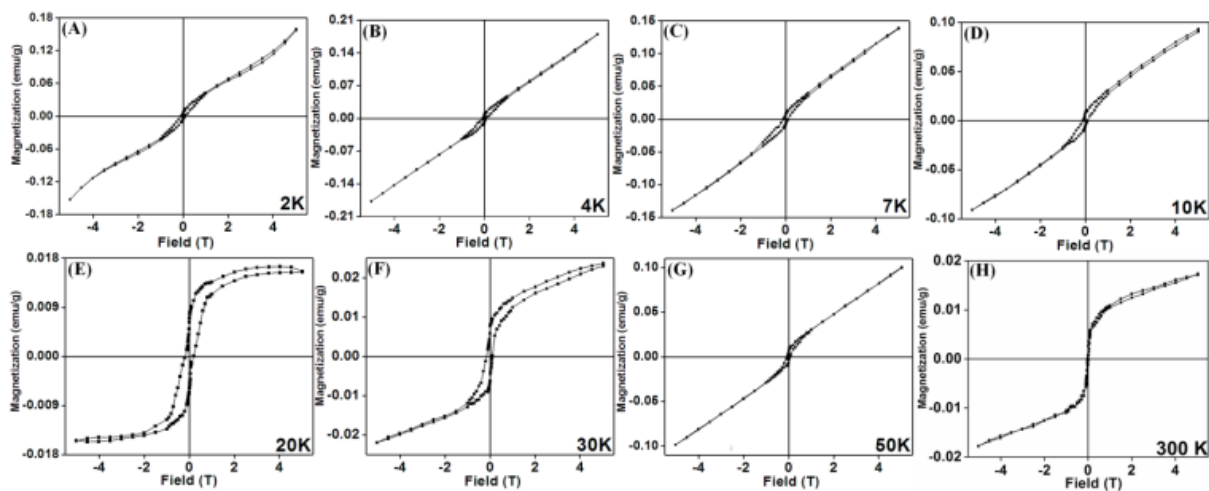 (A)
Magnetization (emu/g)
0.18
0.12
0.06
0.00
-0.06
-0.12
-0.18
-4 -2 0 2 4
Field (T)
2K
(B)
Magnetization (emu/g)
0.21
0.14
0.07
0.00
-0.07
-0.14
-0.21
-4 -2 0 2 4
Field (T)
4K
(C)
Magnetization (emu/g)
0.15
0.10
0.05
0.00
-0.05
-0.10
-0.15
-4 -2 0 2 4
Field (T)
7K
(D)
Magnetization (emu/g)
0.10
0.05
0.00
-0.05
-0.10
-4 -2 0 2 4
Field (T)
10K
(E)
Magnetization (emu/g)
0.018
0.009
0.000
-0.009
-0.018
-4 -2 0 2 4
Field (T)
20K
(F)
Magnetization (emu/g)
0.02
0.01
0.00
-0.01
-0.02
-4 -2 0 2 4
Field (T)
30K
(G)
Magnetization (emu/g)
0.10
0.05
0.00
-0.05
-0.10
-4 -2 0 2 4
Field (T)
50K
(H)
Magnetization (emu/g)
0.02
0.01
0.00
-0.01
-0.02
-4 -2 0 2 4
Field (T)
300 K